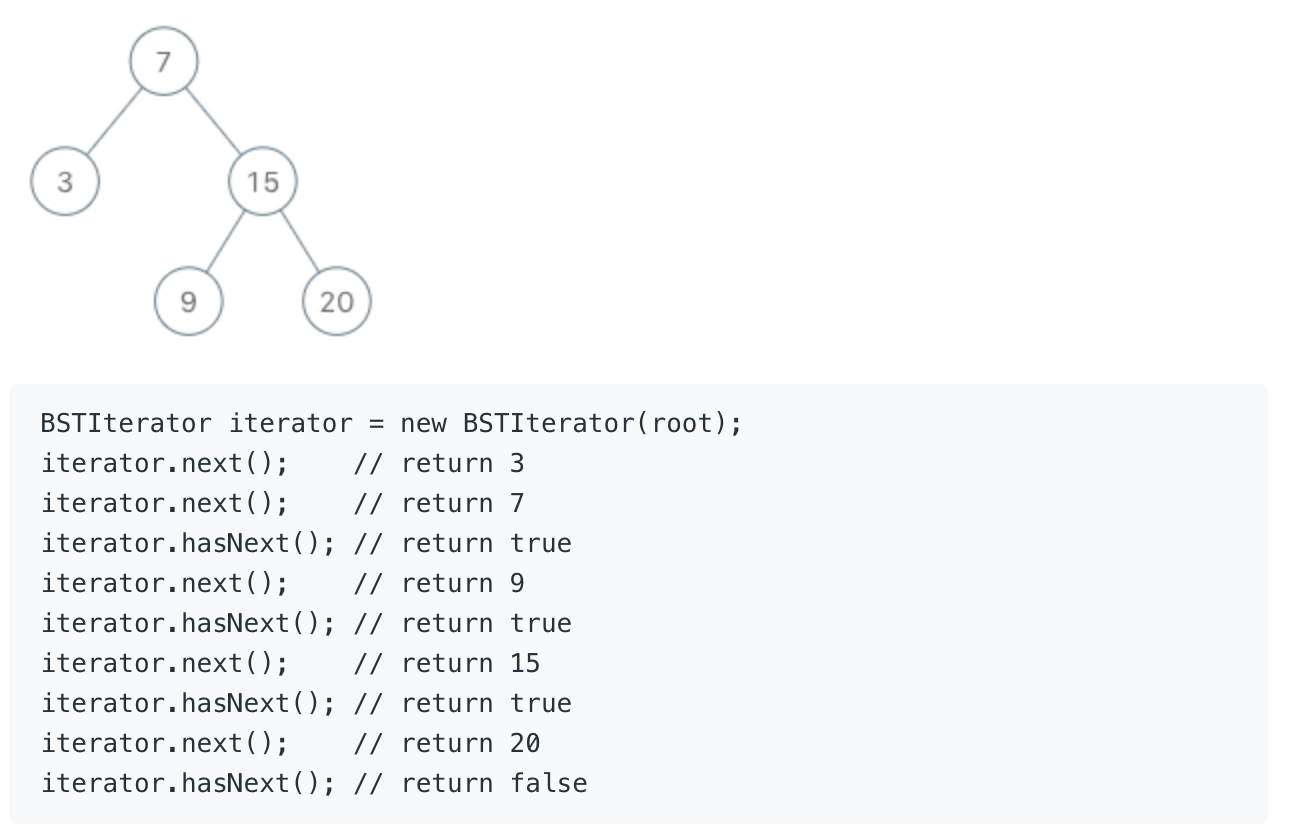 7
3 15
9 20
BSTIterator iterator = new BSTIterator(root);
iterator.next();    // return 3
iterator.next();    // return 7
iterator.hasNext(); // return true
iterator.next();    // return 9
iterator.hasNext(); // return true
iterator.next();    // return 15
iterator.hasNext(); // return true
iterator.next();    // return 20
iterator.hasNext(); // return false